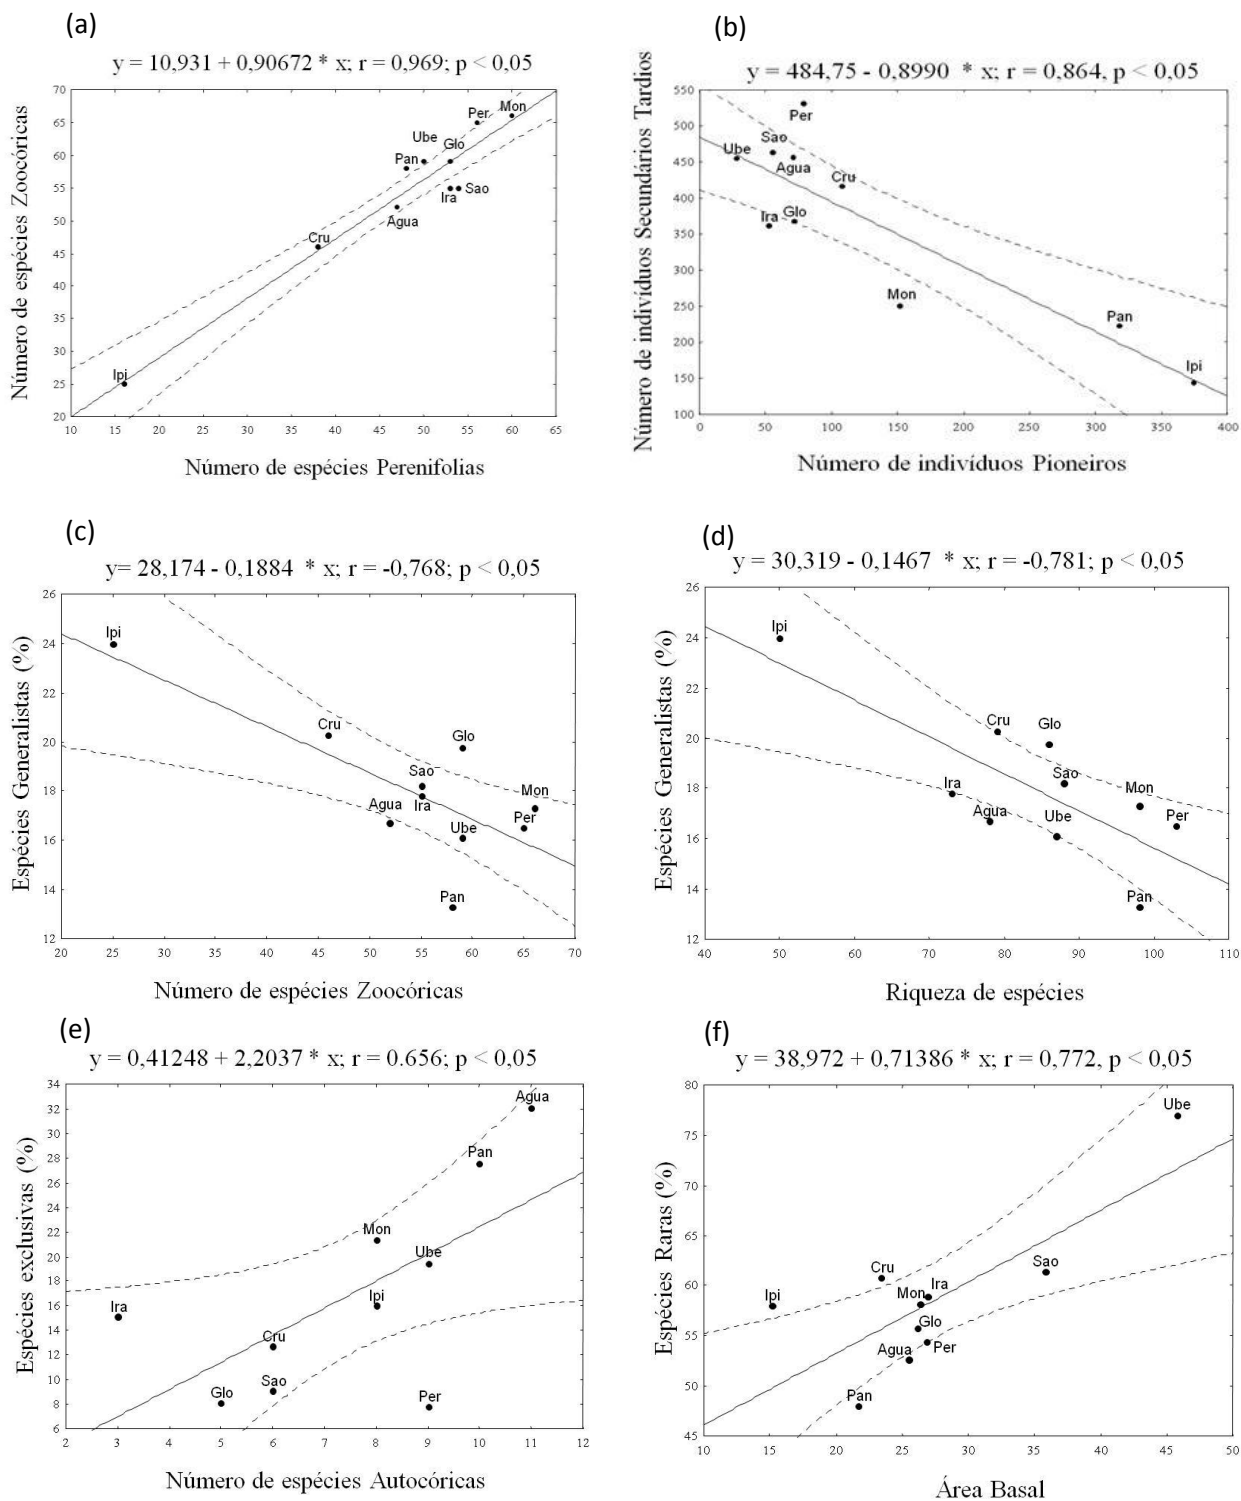 (a)
y = 10,931 + 0,90672 * x; r = 0,969; p < 0,05
Número de espécies Zoocóricas
70
65
60
55
50
45
40
35
30
25
20
Mon
Per
Ube
Glo
Pan
Sao
Ira
Agua
Cru
Ipi
10 15 20 25 30 35 40 45 50 55 60 65
Número de espécies Perenifolias
(b)
y = 484,75 - 0,8990 * x; r = 0,864, p < 0,05
Número de indivíduos Secundários Tardios
550
500
450
400
350
300
250
200
150
100
Per
Sao
Ube
Agua
Cru
Ira
Glo
Mon
Pan
Ipi
0 50 100 150 200 250 300 350 400
Número de indivíduos Pioneiros
(c)
y= 28,174 - 0,1884 * x; r = -0,768; p < 0,05
Espécies Generalistas (%)
26
24
22
20
18
16
14
12
Ipi
Cru
Glo
Sao
Ira
Mon
Agua
Per
Ube
Pan
20 25 30 35 40 45 50 55 60 65 70
Número de espécies Zoocóricas
(d)
y = 30,319 - 0,1467 * x; r = -0,781; p < 0,05
Espécies Generalistas (%)
26
24
22
20
18
16
14
12
Ipi
Cru
Glo
Sao
Ira
Mon
Agua
Ube
Per
Pan
40 50 60 70 80 90 100 110
Riqueza de espécies
(e)
y = 0,41248 + 2,2037 * x; r = 0.656; p < 0,05
Espécies exclusivas (%)
34
32
30
28
26
24
22
20
18
16
14
12
10
8
6
Agua
Pan
Mon
Ube
Ira
Ipi
Cru
Sao
Glo
Per
2 3 4 5 6 7 8 9 10 11 12
Número de espécies Autocóricas
(f)
y = 38,972 + 0,71386 * x; r = 0,772, p < 0,05
Espécies Raras (%)
80
75
70
65
60
55
50
45
Ube
Cru
Sao
Ira
Mon
Ipi
Glo
Agua
Per
Pan
10 15 20 25 30 35 40 45 50
Área Basal